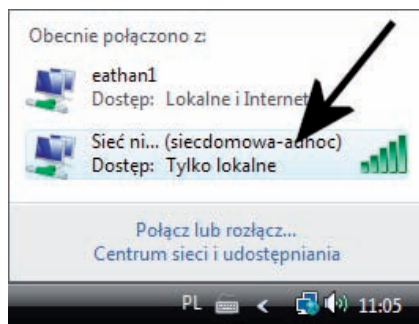 Obecnie połączono z:
eathan1
Dostęp: Lokalne i Internet
Sieć ni... (siecdomowa-adhoc)
Dostęp: Tylko lokalne
Połącz lub rozłącz...
Centrum sieci i udostępniania
PL < 11:05